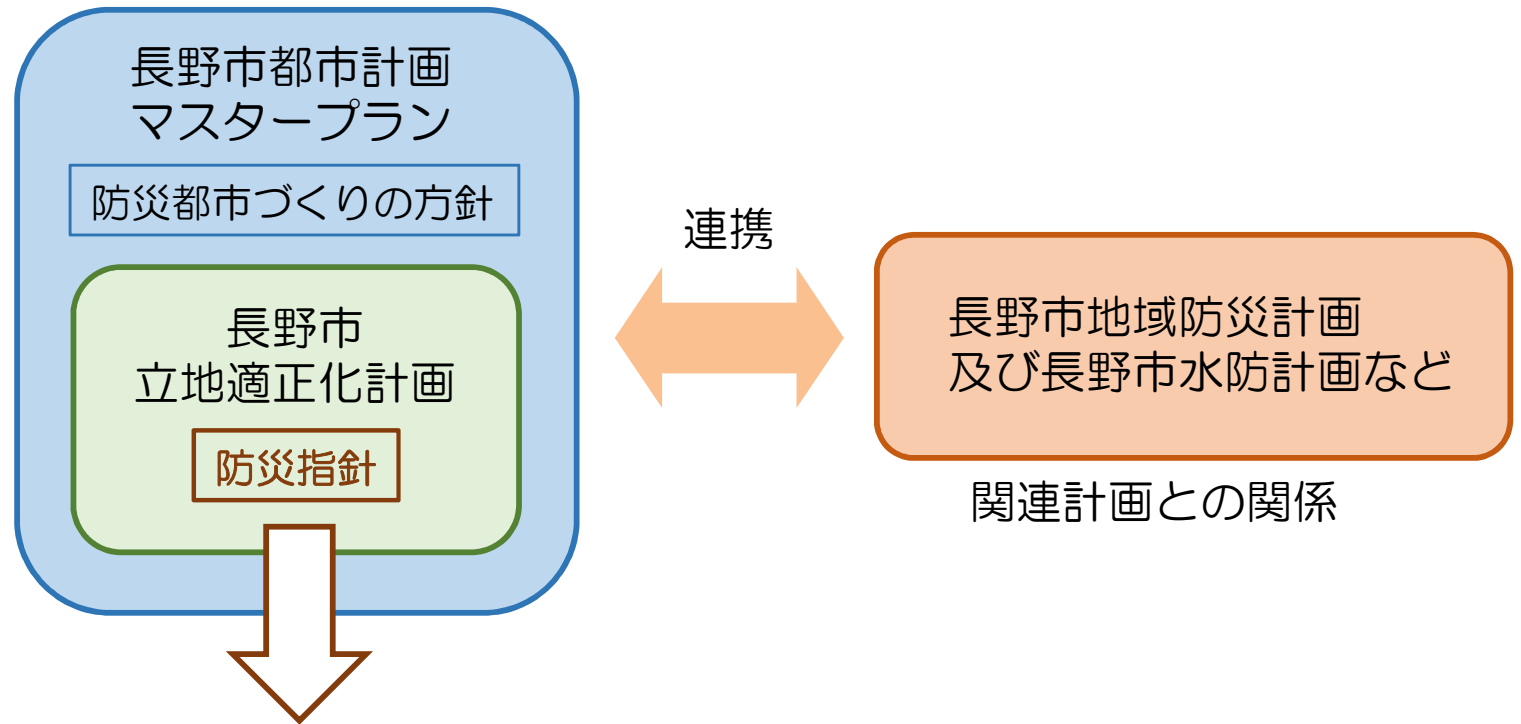 長野市都市計画
マスタープラン
防災都市づくりの方針
長野市
立地適正化計画
防災指針
連携
長野市地域防災計画
及び長野市水防計画など
関連計画との関係